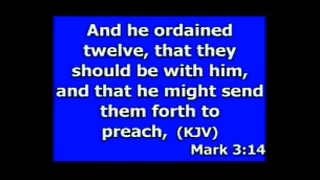 And he ordained
twelve, that they
should be with him,
and that he might send
them forth to
preach, (KJV)
Mark 3:14